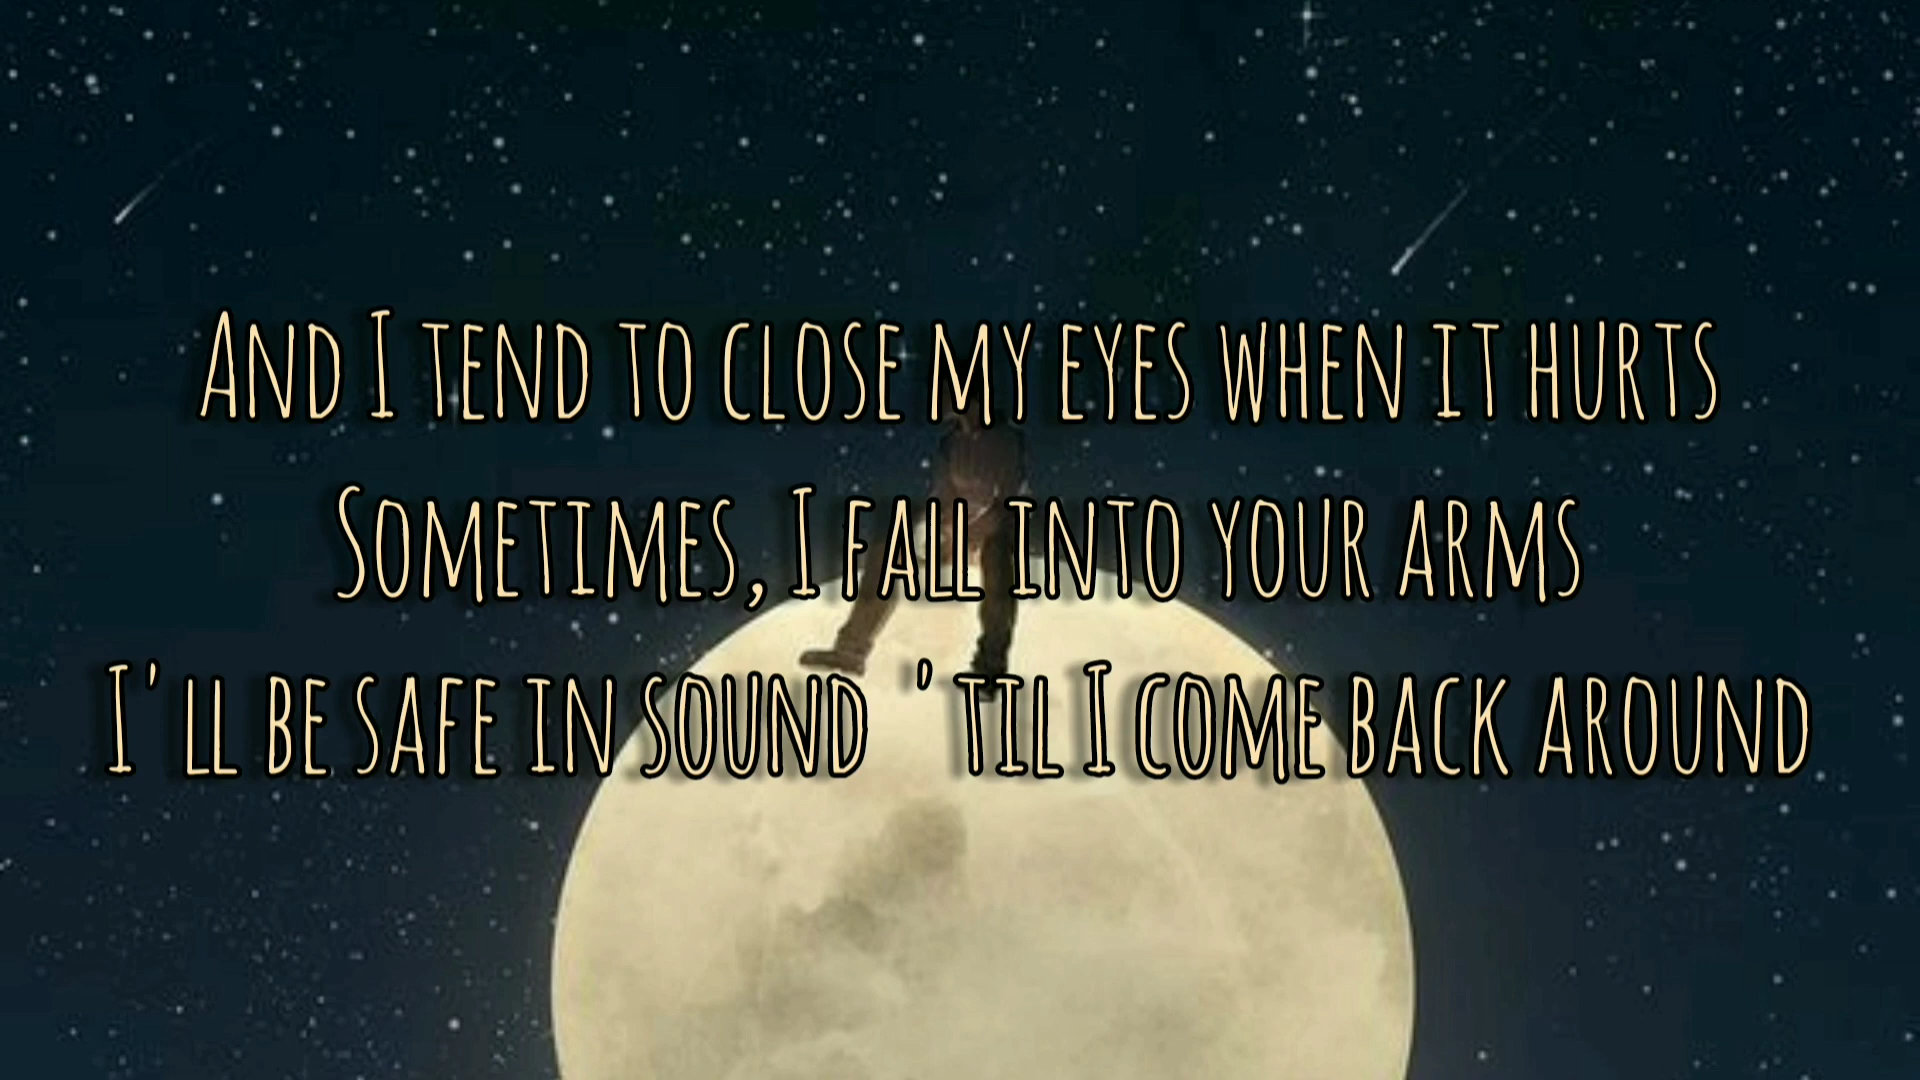 And I tend to close my eyes when it hurts
Sometimes, I fall into your arms
I'll be safe in sound 'til I come back around